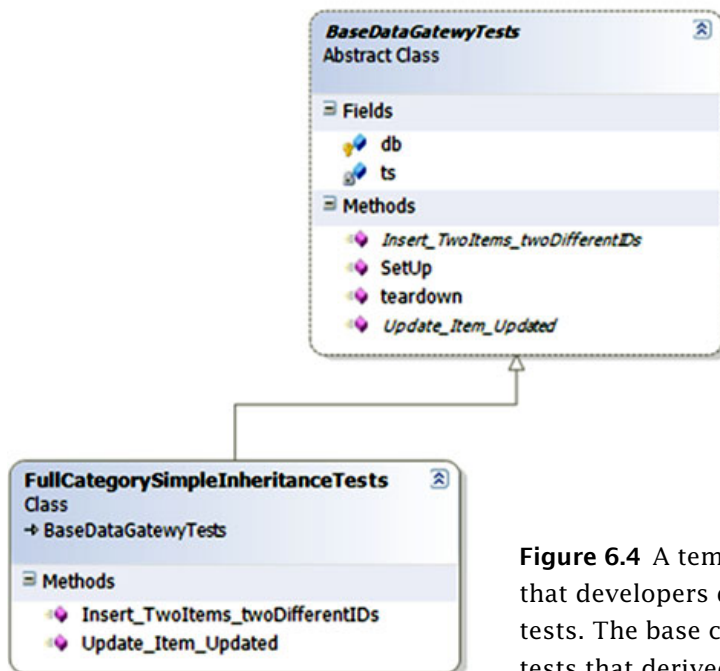 BaseDataGatewyTests
Abstract Class
Fields
db
ts
Methods
Insert_TwoItems_twoDifferentIDs
SetUp
teardown
Update_Item_Updated
FullCategorySimpleInheritanceTests
Class
BaseDataGatewyTests
Methods
Insert_TwoItems_twoDifferentIDs
Update_Item_Updated
Figure 6.4 A tem
that developers
tests. The base c
tests that derive